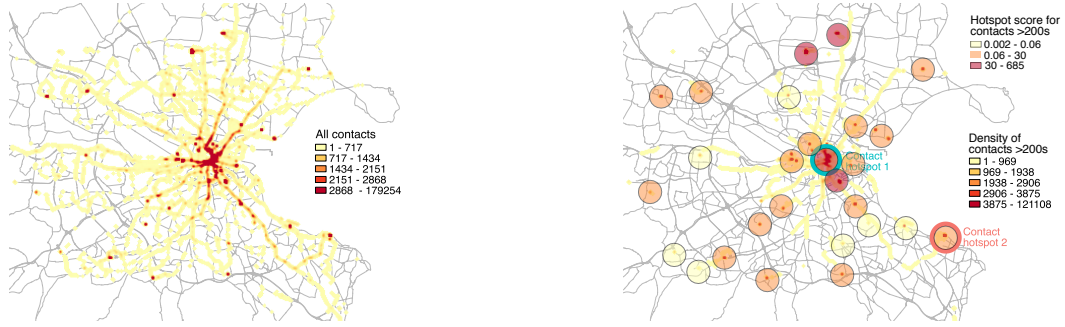 All contacts
1 - 717
717 - 1434
1434 - 2151
2151 - 2868
2868 - 179254
Hotspot score for
contacts >200s
0.002 - 0.06
0.06 - 30
30 - 685
Contact
hotspot 1
Density of
contacts >200s
1 - 969
969 - 1938
1938 - 2906
2906 - 3875
3875 - 121108
Contact
hotspot 2